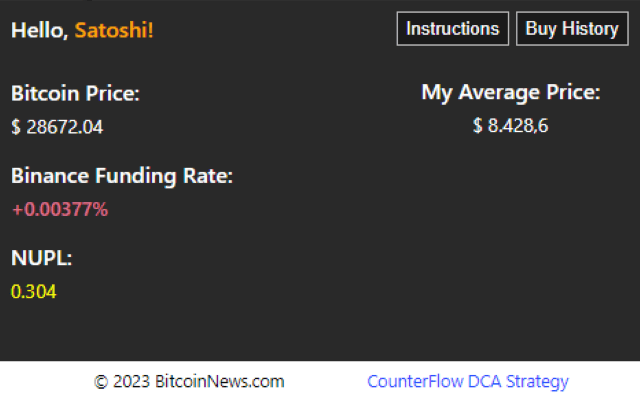 Hello, Satoshi!
Instructions
Buy History
Bitcoin Price:
$ 28672.04
My Average Price:
$ 8.428,6
Binance Funding Rate:
+0.00377%
NUPL:
0.304
© 2023 BitcoinNews.com
CounterFlow DCA Strategy